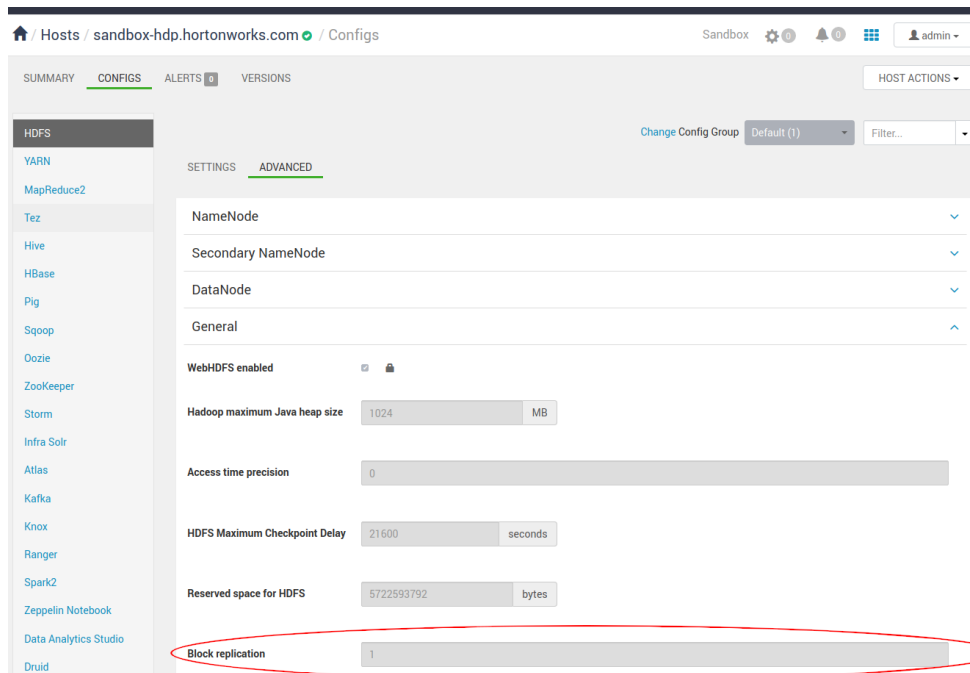 / Hosts / sandbox-hdp.hortonworks.com / Configs Sandbox 0 0 admin
SUMMARY CONFIGS ALERTS 0 VERSIONS HOST ACTIONS
HDFS
Change Config Group Default (1) Filter...
YARN
SETTINGS ADVANCED
MapReduce2
Tez
NameNode
Hive
Secondary NameNode
HBase
DataNode
Pig
Sqoop
General
Oozie
WebHDFS enabled
ZooKeeper
Storm
Hadoop maximum Java heap size 1024 MB
Infra Solr
Atlas
Access time precision 0
Kafka
Knox
HDFS Maximum Checkpoint Delay 21600 seconds
Ranger
Spark2
Reserved space for HDFS 5722593792 bytes
Zeppelin Notebook
Data Analytics Studio
Block replication 1
Druid